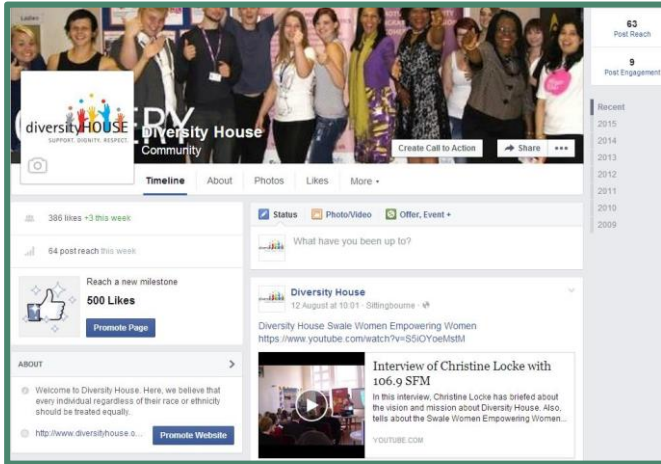 Ladies
diversityHOUSE
SUPPORT. DIGNITY. RESPECT.
Diversity House
Community
Create Call to Action
Share
Timeline
About
Photos
Likes
More
386 likes +3 this week
64 post reach this week
Reach a new milestone
500 Likes
Promote Page
ABOUT
Welcome to Diversity House. Here, we believe that
every individual regardless of their race or ethnicity
should be treated equally.
http://www.diversityhouse.o...
Promote Website
Status
Photo/Video
Offer, Event +
What have you been up to?
Diversity House
12 August at 10:01 · Sittingbourne ·
Diversity House Swale Women Empowering Women
https://www.youtube.com/watch?v=S5iOYoeMstM
Interview of Christine Locke with
106.9 SFM
In this interview, Christine Locke has briefed about
the vision and mission about Diversity House. Also,
tells about the Swale Women Empowering Women...
YOUTUBE.COM
63
Post Reach
9
Post Engagement
Recent
2015
2014
2013
2012
2011
2010
2009